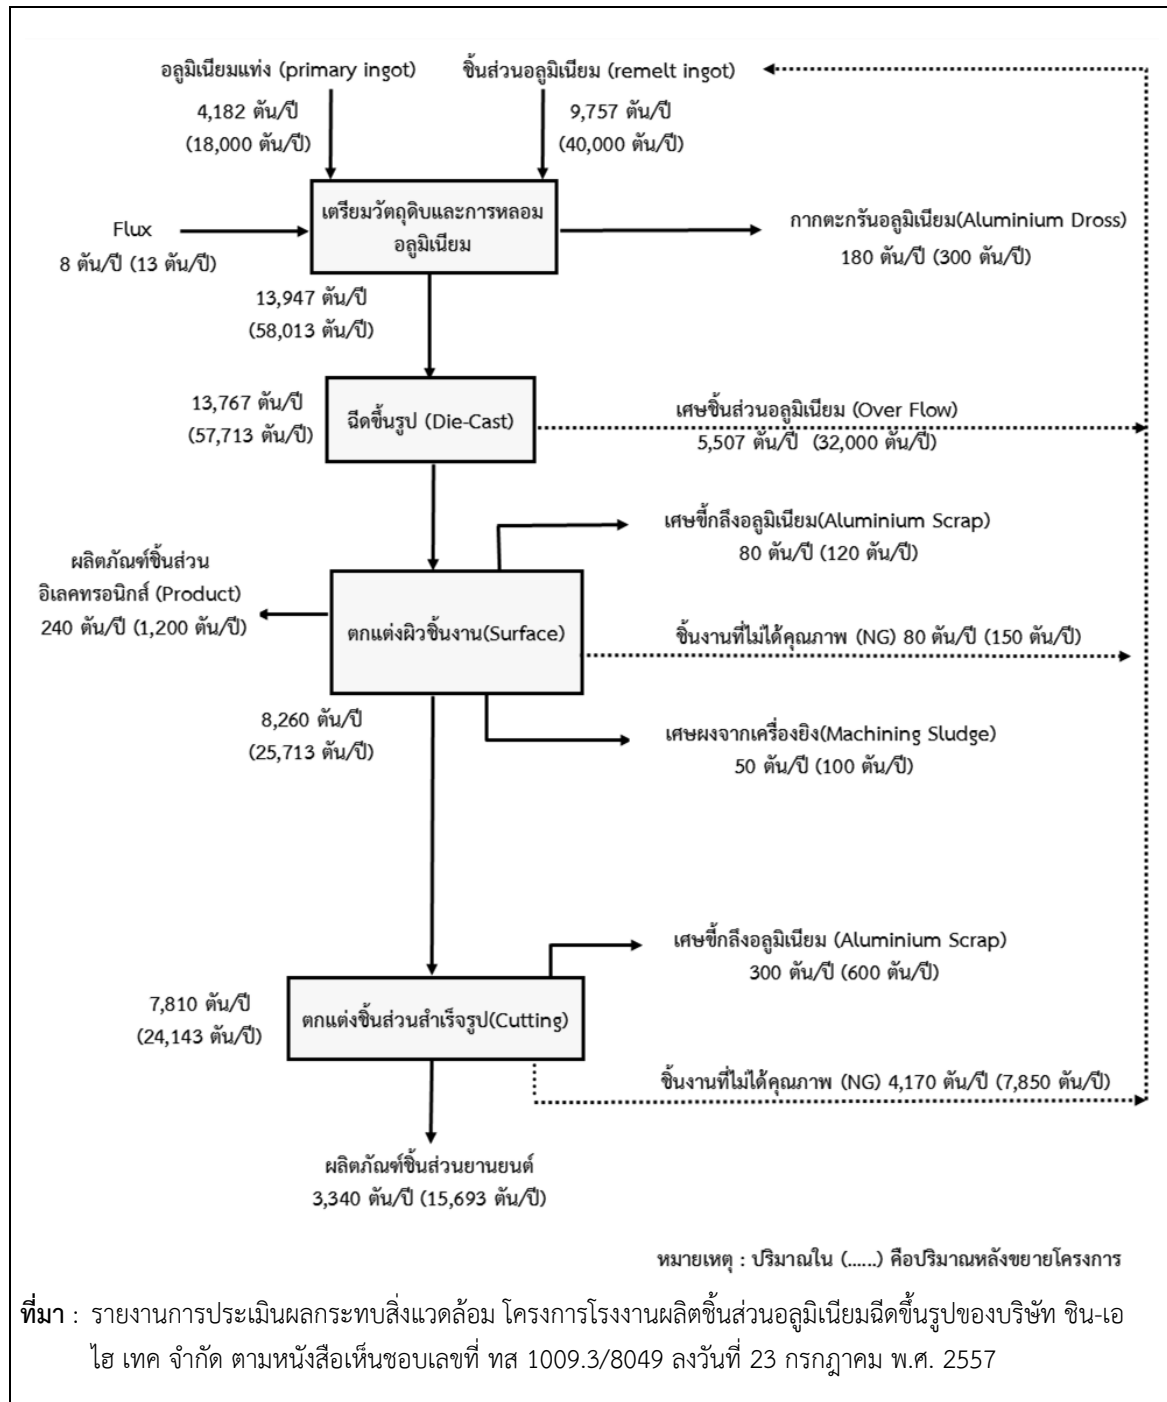 อลูมิเนียมแท่ง (primary ingot)
ชิ้นส่วนอลูมิเนียม (remelt ingot)
4,182 ตัน/ปี
(18,000 ตัน/ปี)
9,757 ตัน/ปี
(40,000 ตัน/ปี)
เตรียมวัตถุดิบและการหลอม
อลูมิเนียม
Flux
8 ตัน/ปี (13 ตัน/ปี)
กากตะกรันอลูมิเนียม(Aluminium Dross)
180 ตัน/ปี (300 ตัน/ปี)
13,947 ตัน/ปี
(58,013 ตัน/ปี)
13,767 ตัน/ปี
(57,713 ตัน/ปี)
ฉีดขึ้นรูป (Die-Cast)
เศษชิ้นส่วนอลูมิเนียม (Over Flow)
5,507 ตัน/ปี (32,000 ตัน/ปี)
เศษขี้กลึงอลูมิเนียม(Aluminium Scrap)
80 ตัน/ปี (120 ตัน/ปี)
ผลิตภัณฑ์ชิ้นส่วน
อิเลคทรอนิกส์ (Product)
240 ตัน/ปี (1,200 ตัน/ปี)
ตกแต่งผิวชิ้นงาน(Surface)
ชิ้นงานที่ไม่ได้คุณภาพ (NG) 80 ตัน/ปี (150 ตัน/ปี)
8,260 ตัน/ปี
(25,713 ตัน/ปี)
เศษผงจากเครื่องยิง(Machining Sludge)
50 ตัน/ปี (100 ตัน/ปี)
เศษขี้กลึงอลูมิเนียม (Aluminium Scrap)
300 ตัน/ปี (600 ตัน/ปี)
7,810 ตัน/ปี
(24,143 ตัน/ปี)
ตกแต่งชิ้นส่วนสำเร็จรูป(Cutting)
ชิ้นงานที่ไม่ได้คุณภาพ (NG) 4,170 ตัน/ปี (7,850 ตัน/ปี)
ผลิตภัณฑ์ชิ้นส่วนยานยนต์
3,340 ตัน/ปี (15,693 ตัน/ปี)
หมายเหตุ : ปริมาณใน (......) คือปริมาณหลังขยายโครงการ
ที่มา : รายงานการประเมินผลกระทบสิ่งแวดล้อม โครงการโรงงานผลิตชิ้นส่วนอลูมิเนียมฉีดขึ้นรูปของบริษัท ชิน-เอ
ไฮ เทค จำกัด ตามหนังสือเห็นชอบเลขที่ ทส 1009.3/8049 ลงวันที่ 23 กรกฎาคม พ.ศ. 2557